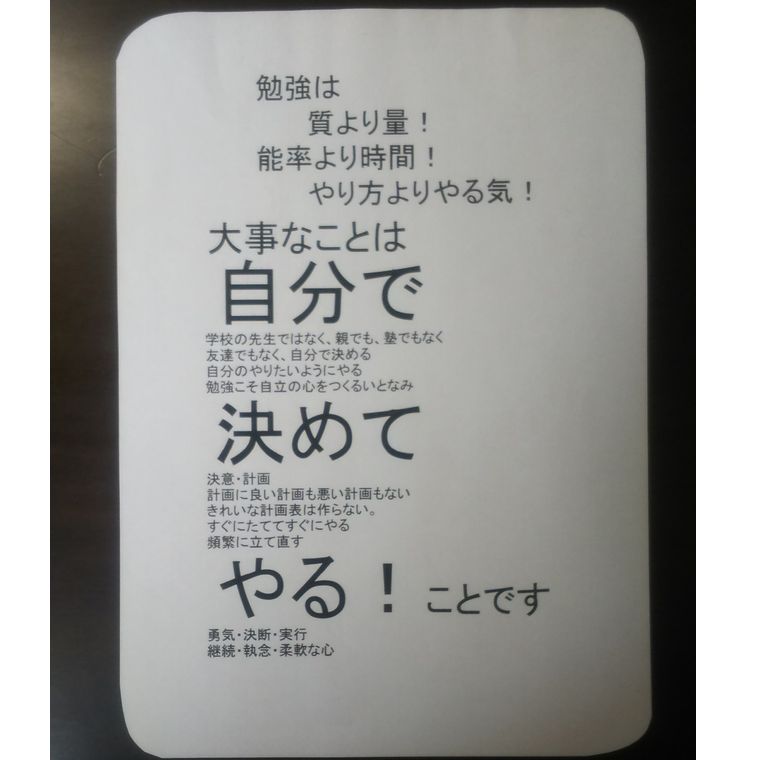 勉強は
質より量！
能率より時間！
やり方よりやる気！
大事なことは
自分で
学校の先生ではなく、親でも、塾でもなく
友達でもなく、自分で決める
自分のやりたいようにやる
勉強こそ自立の心をつくるいとなみ
決めて
決意・計画
計画に良い計画も悪い計画もない
きれいな計画表は作らない。
すぐにたててすぐにやる
頻繁に立て直す
やる！ことです
勇気・決断・実行
継続・執念・柔軟な心